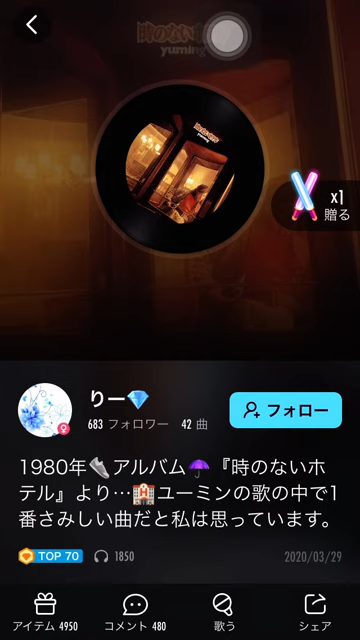 時のないホテル
yuming
x1
贈る
りー💎
683 フォロワー 42 曲
フォロー
1980年👟アルバム☂『時のないホ
テル』より…🏨ユーミンの歌の中で1
番さみしい曲だと私は思っています。
TOP 70 1850 2020/03/29
アイテム 4950 コメント 480 歌う シェア